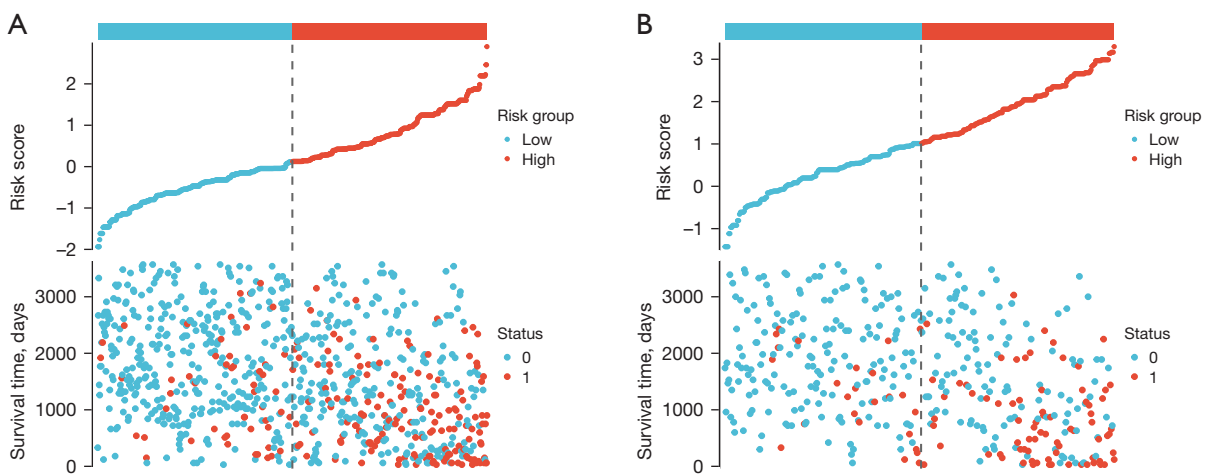 A
Risk score
2
1
0
−1
−2
Risk group
Low
High
Survival time, days
3000
2000
1000
0
Status
0
1
B
Risk score
3
2
1
0
−1
Risk group
Low
High
Survival time, days
3000
2000
1000
0
Status
0
1